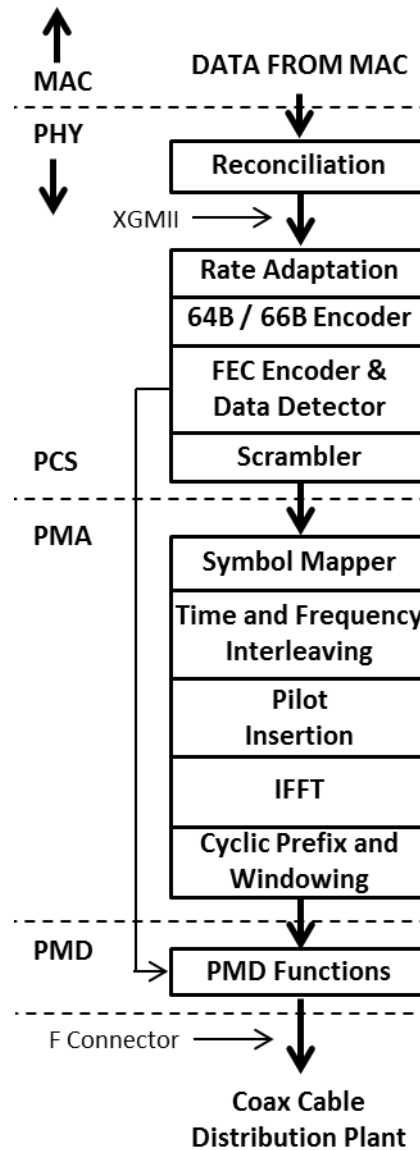 MAC
DATA FROM MAC
PHY
Reconciliation
XGMII
Rate Adaptation
64B / 66B Encoder
FEC Encoder &
Data Detector
PCS
Scrambler
PMA
Symbol Mapper
Time and Frequency
Interleaving
Pilot
Insertion
IFFT
Cyclic Prefix and
Windowing
PMD
PMD Functions
F Connector
Coax Cable
Distribution Plant